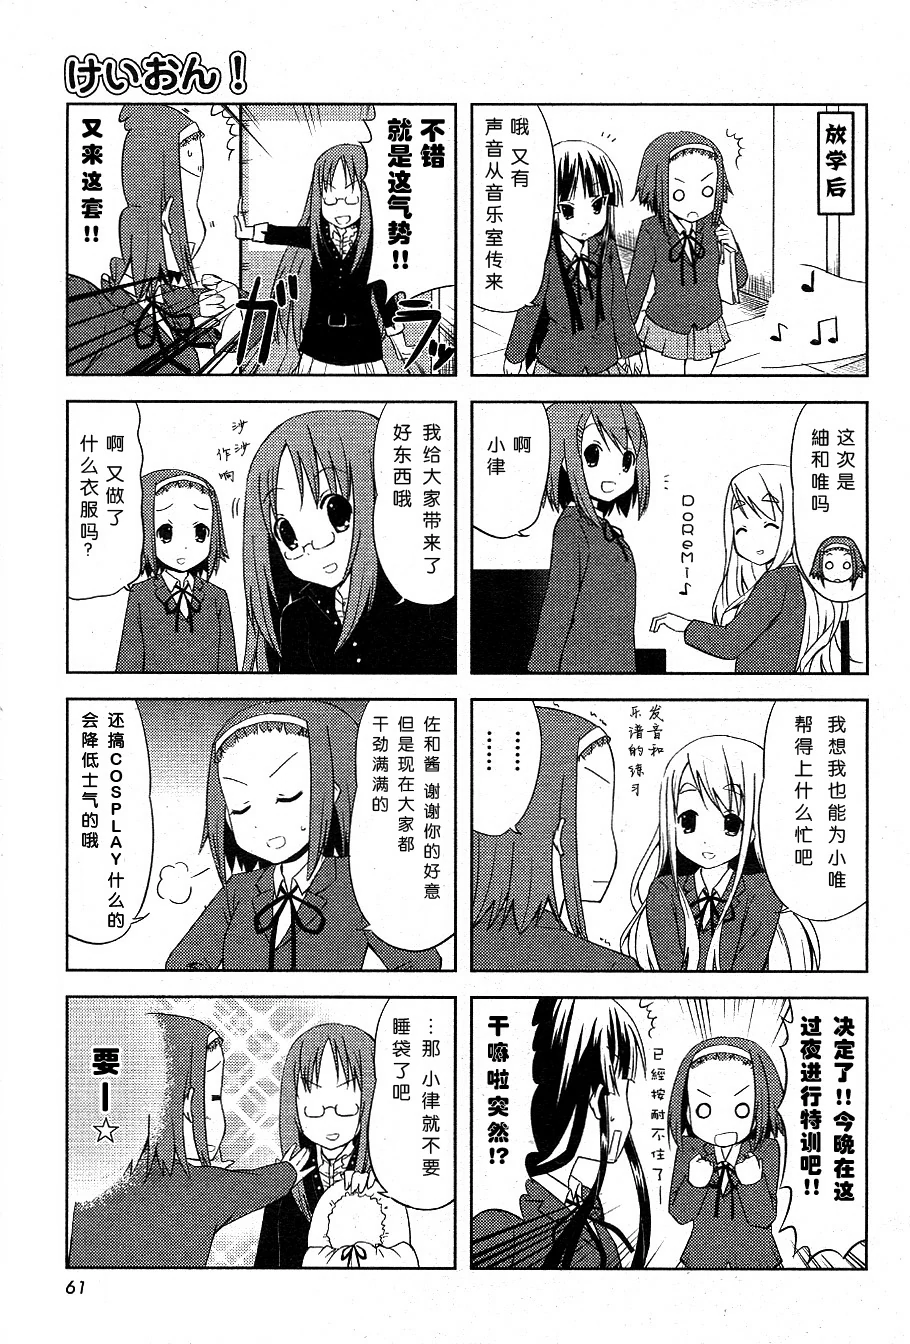 けいおん！
放学后
哦 又有
声音从音乐室传来
这次是
紬和唯吗
DoReMi♪
啊
小律
我想我也能为小唯
帮得上什么忙吧
发音和
乐谱的练习
……
……
决定了!!今晚在这
过夜进行特训吧!!
已經按耐不住了—
干嘛啦突然!?
不错
就是这气势!!
ガラ
又来这套!!
我给大家带来了
好东西哦
沙沙
作响
啊 又做了
什么衣服吗?
佐和酱 谢谢你的好意
但是现在大家都
干劲满满的
还搞COSPLAY什么的
会降低士气的哦
…那 小律就不要
睡袋了吧
要—☆
61